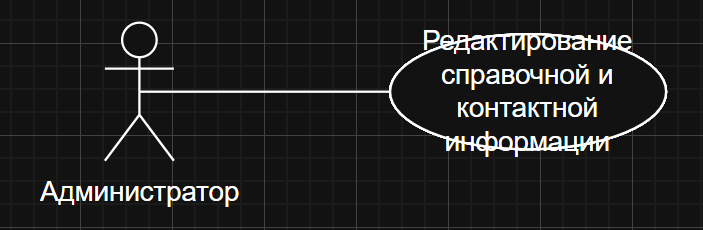 Редактирование
справочной и
контактной
информации
Администратор